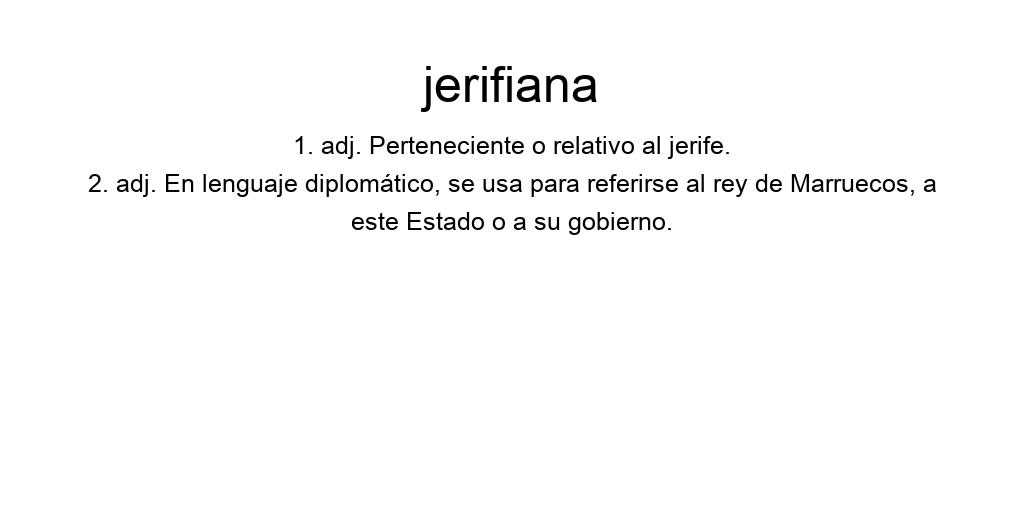 jerifiana
1. adj. Perteneciente o relativo al jerife.
2. adj. En lenguaje diplomático, se usa para referirse al rey de Marruecos, a
este Estado o a su gobierno.